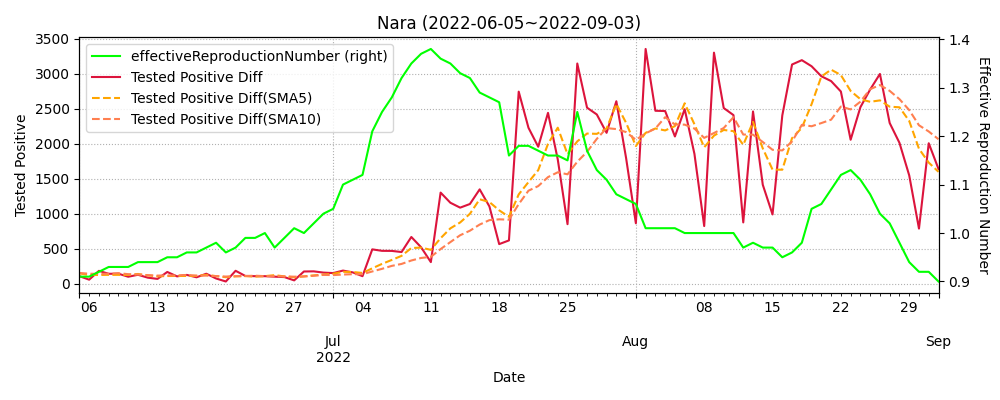 Nara (2022-06-05~2022-09-03)
effectiveReproductionNumber (right)
Tested Positive Diff
Tested Positive Diff(SMA5)
Tested Positive Diff(SMA10)
Tested Positive
3500
3000
2500
2000
1500
1000
500
0
1.4
1.3
1.2
1.1
1.0
0.9
Effective Reproduction Number
06 13 20 27 04 11 18 25 08 15 22 29
Jul Aug Sep
2022
Date